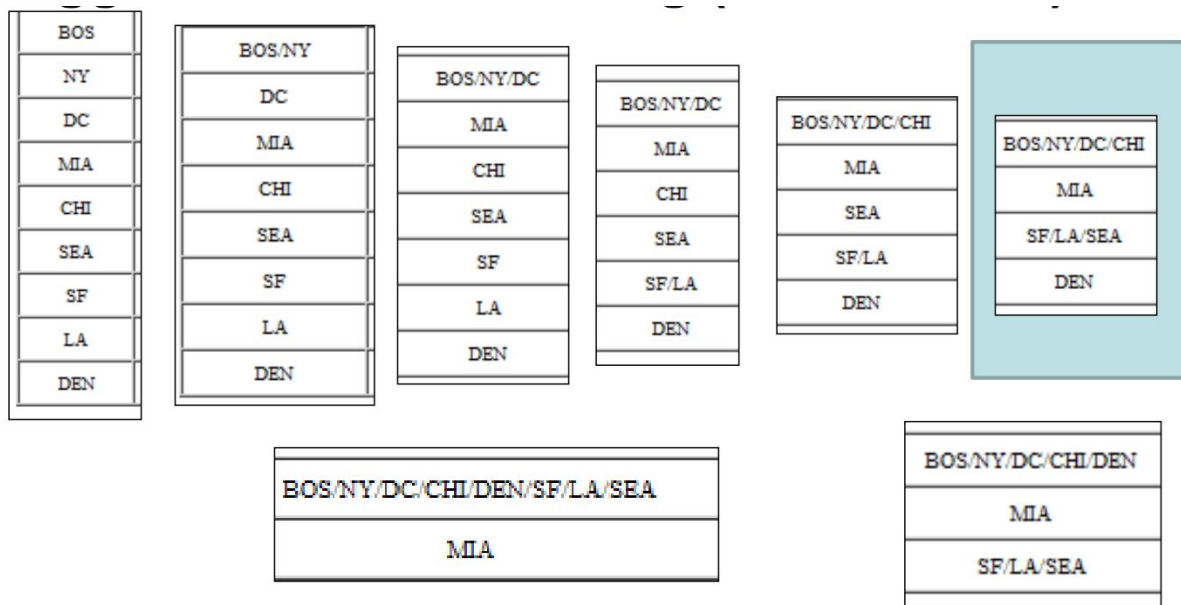 BOS
NY
DC
MIA
CHI
SEA
SF
LA
DEN
BOS/NY
DC
MIA
CHI
SEA
SF
LA
DEN
BOS/NY/DC
MIA
CHI
SEA
SF
LA
DEN
BOS/NY/DC
MIA
CHI
SEA
SF/LA
DEN
BOS/NY/DC/CHI
MIA
SEA
SF/LA
DEN
BOS/NY/DC/CHI
MIA
SF/LA/SEA
DEN
BOS/NY/DC/CHI/DEN/SF/LA/SEA
MIA
BOS/NY/DC/CHI/DEN
MIA
SF/LA/SEA